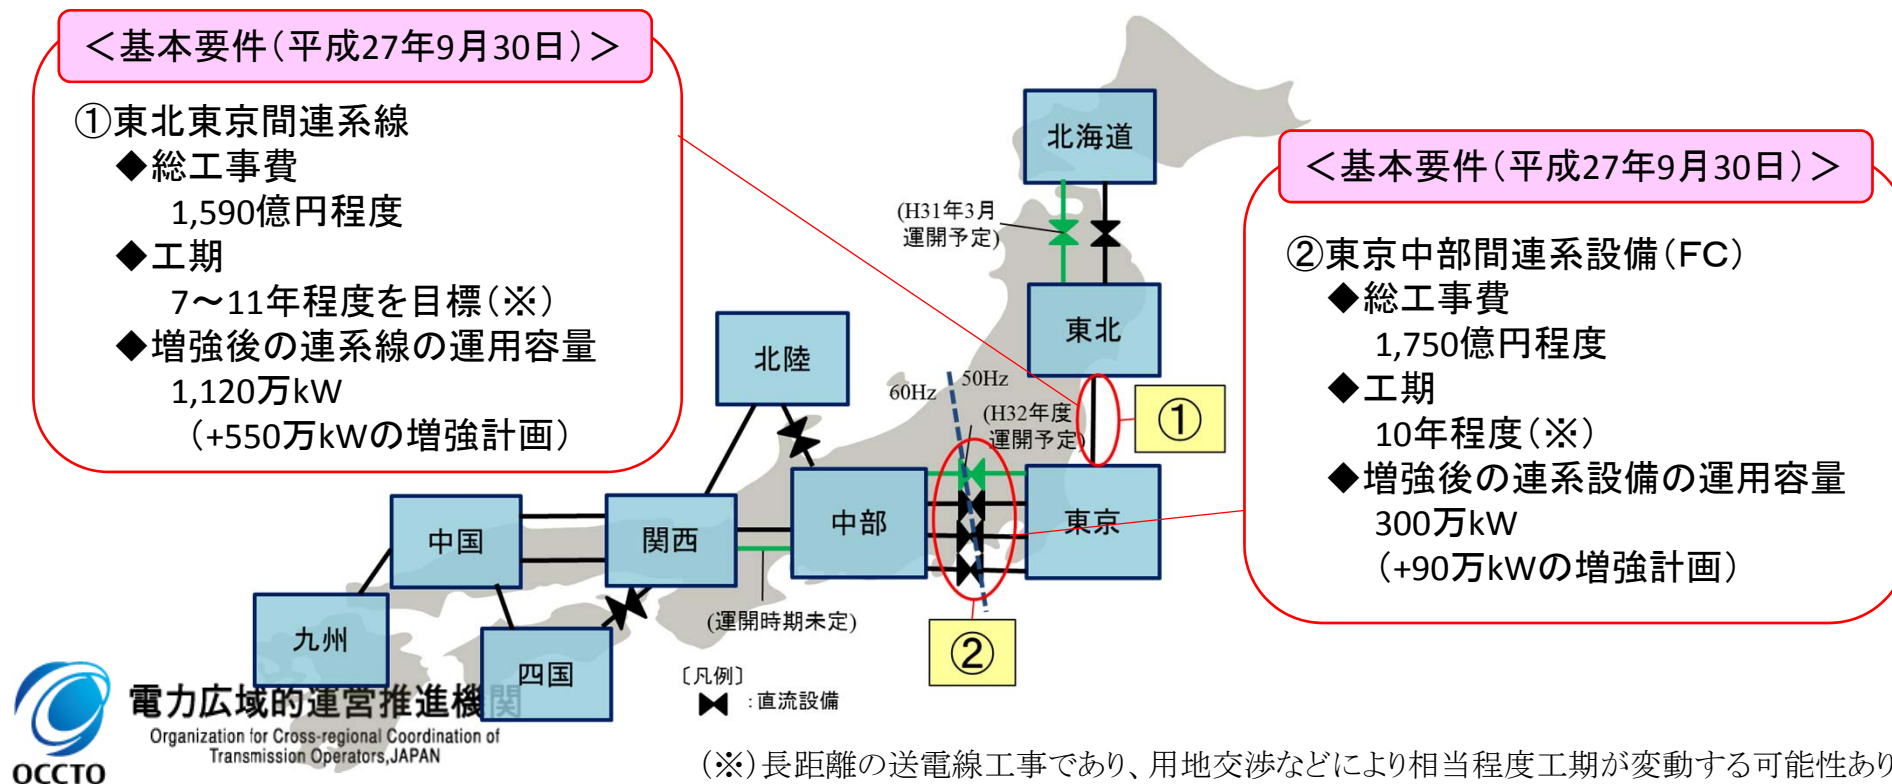 ＜基本要件（平成27年9月30日）＞
①東北東京間連系線
◆総工事費
1,590億円程度
◆工期
7～11年程度を目標（※）
◆増強後の連系線の運用容量
1,120万kW
（+550万kWの増強計画）
北海道
(H31年3月
運開予定)
東北
北陸
60Hz
50Hz
(H32年度
運開予定)
①
中国
関西
中部
東京
九州
四国
(運開時期未定)
②
＜基本要件（平成27年9月30日）＞
②東京中部間連系設備（FC）
◆総工事費
1,750億円程度
◆工期
10年程度（※）
◆増強後の連系設備の運用容量
300万kW
（+90万kWの増強計画）
〔凡例〕
：直流設備
電力広域的運営推進機関
Organization for Cross-regional Coordination of
Transmission Operators,JAPAN
OCCTO
（※）長距離の送電線工事であり、用地交渉などにより相当程度工期が変動する可能性あり